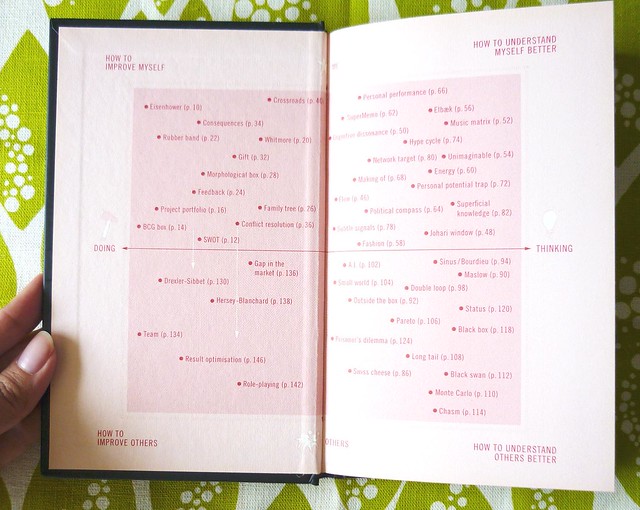 HOW TO
IMPROVE MYSELF
Crossroads (p. 40
Eisenhower (p. 10)
Consequences (p. 34)
Rubber band (p. 22)
Whitmore (p. 20)
Gift (p. 32)
Morphological box (p. 28)
Feedback (p. 24)
Project portfolio (p. 16)
Family tree (p. 26)
BCG box (p. 14)
Conflict resolution (p. 36)
SWOT (p. 12)
DOING
Gap in the
market (p. 136)
Drexler-Sibbet (p. 130)
Hersey-Blanchard (p. 138)
Team (p. 134)
Result optimisation (p. 146)
Role-playing (p. 142)
HOW TO
IMPROVE OTHERS
HOW TO UNDERSTAND
MYSELF BETTER
Personal performance (p. 66)
SuperMemo (p. 62)
Elbæk (p. 56)
Music matrix (p. 52)
dissonance (p. 50)
Hype cycle (p. 74)
Network target (p. 80)
Unimaginable (p. 54)
Energy (p. 60)
Making of (p. 68)
Personal potential trap (p. 72)
Political compass (p. 64)
Superficial
knowledge (p. 82)
signals (p. 78)
Johari window (p. 48)
Fashion (p. 58)
THINKING
A.I. (p. 102)
Sinus/Bourdieu (p. 94)
Maslow (p. 90)
Small world (p. 104)
Double loop (p. 98)
Outside the box (p. 92)
Status (p. 120)
Pareto (p. 106)
Black box (p. 118)
Prisoner's dilemma (p. 124)
Long tail (p. 108)
Swiss cheese (p. 86)
Black swan (p. 112)
Monte Carlo (p. 110)
Chasm (p. 114)
OTHERS
HOW TO UNDERSTAND
OTHERS BETTER